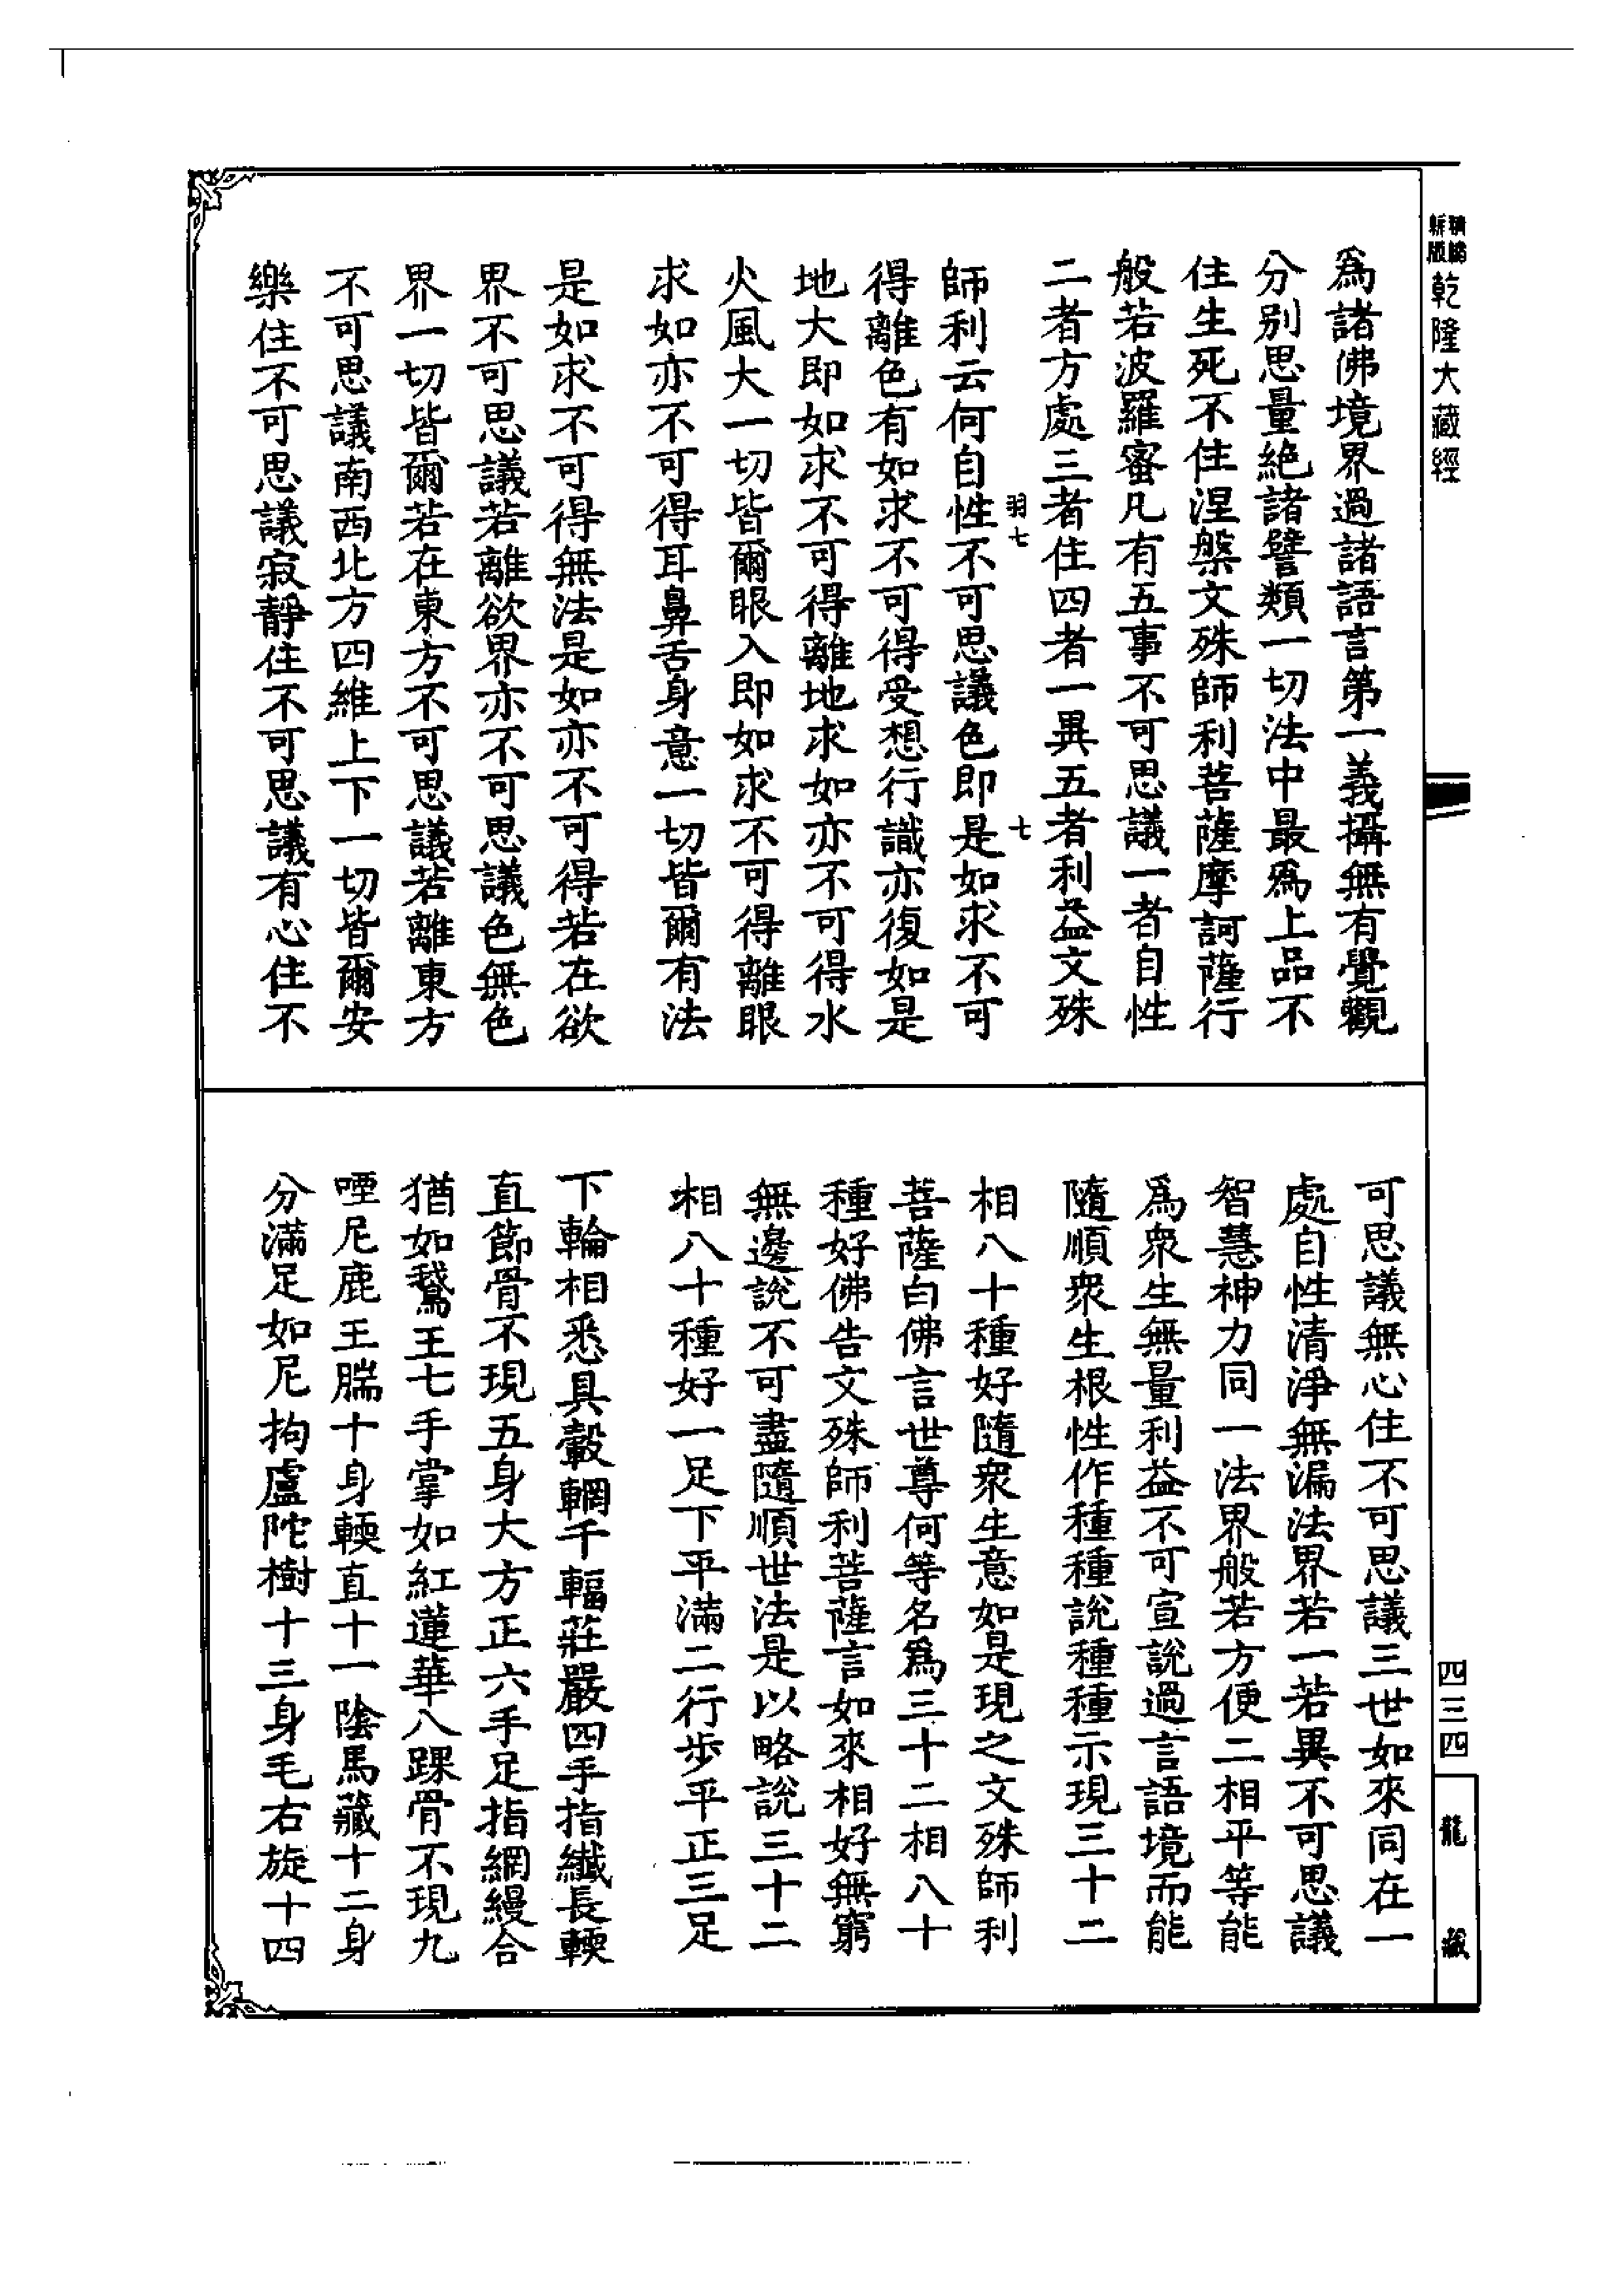 精編
新版
乾隆大藏經
爲諸佛境界過諸語言第一義攝無有覺觀
分別思量絶諸譬類一切法中最爲上品不
住生死不住涅槃文殊師利菩薩摩訶薩行
般若波羅蜜凡有五事不可思議一者自性
二者方處三者住四者一異五者利益文殊
羽七
七
師利云何自性不可思議色即是如求不可
得離色有如求不可得受想行識亦復如是
地大即如求不可得離地求如亦不可得水
火風大一切皆爾眼入即如求不可得離眼
求如亦不可得耳鼻舌身意一切皆爾有法
是如求不可得無法是如亦不可得若在欲
界不可思議若離欲界亦不可思議色無色
界一切皆爾若在東方不可思議若離東方
不可思議南西北方四維上下一切皆爾安
樂住不可思議寂靜住不可思議有心住不
可思議無心住不可思議三世如來同在一
處自性清淨無漏法界若一若異不可思議
智慧神力同一法界般若方便二相平等能
爲衆生無量利益不可宣說過言語境而能
隨順衆生根性作種種說種種示現三十二
相八十種好隨衆生意如是現之文殊師利
菩薩白佛言世尊何等名爲三十二相八十
種好佛告文殊師利菩薩言如來相好無窮
無邊說不可盡隨順世法是以略說三十二
相八十種好一足下平滿二行步平正三足
下輪相悉具轂輞千輻莊嚴四手指纖長輭
直節骨不現五身大方正六手足指網縵合
猶如鵝王七手掌如紅蓮華八踝骨不現九
𠷐尼鹿王腨十身輭直十一陰馬藏十二身
分滿足如尼拘盧陀樹十三身毛右旋十四
四三四
龍藏